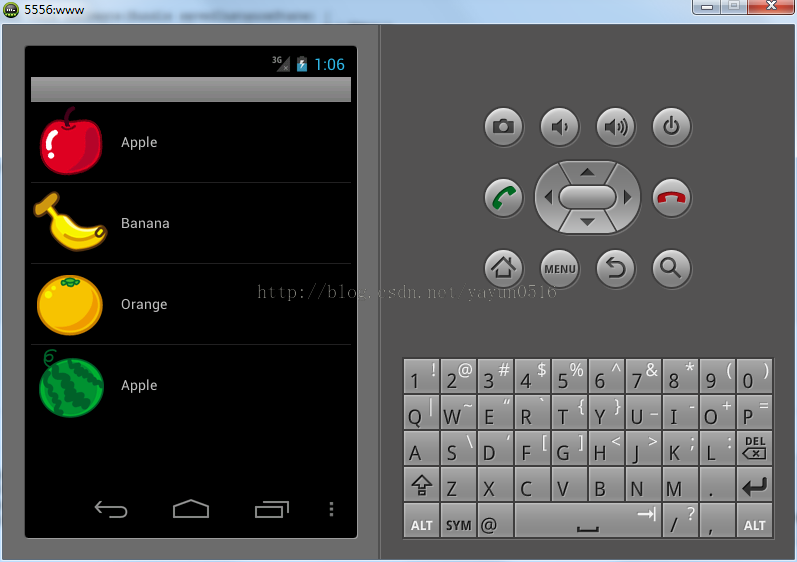 5556:www
3G 1:06
Apple
Banana
Orange
Apple
MENU
http://blog.csdn.net/yayun0516
1 ! 2 @ 3 # 4 $ 5 % 6 ^ 7 & 8 * 9 ( 0 )
Q | W ~ E “ R ` T { Y } U _ I - O + P =
A S \ D ‘ F [ G ] H < J > K ; L : DEL
Z X C V B N M .
ALT SYM @ / ? , ALT